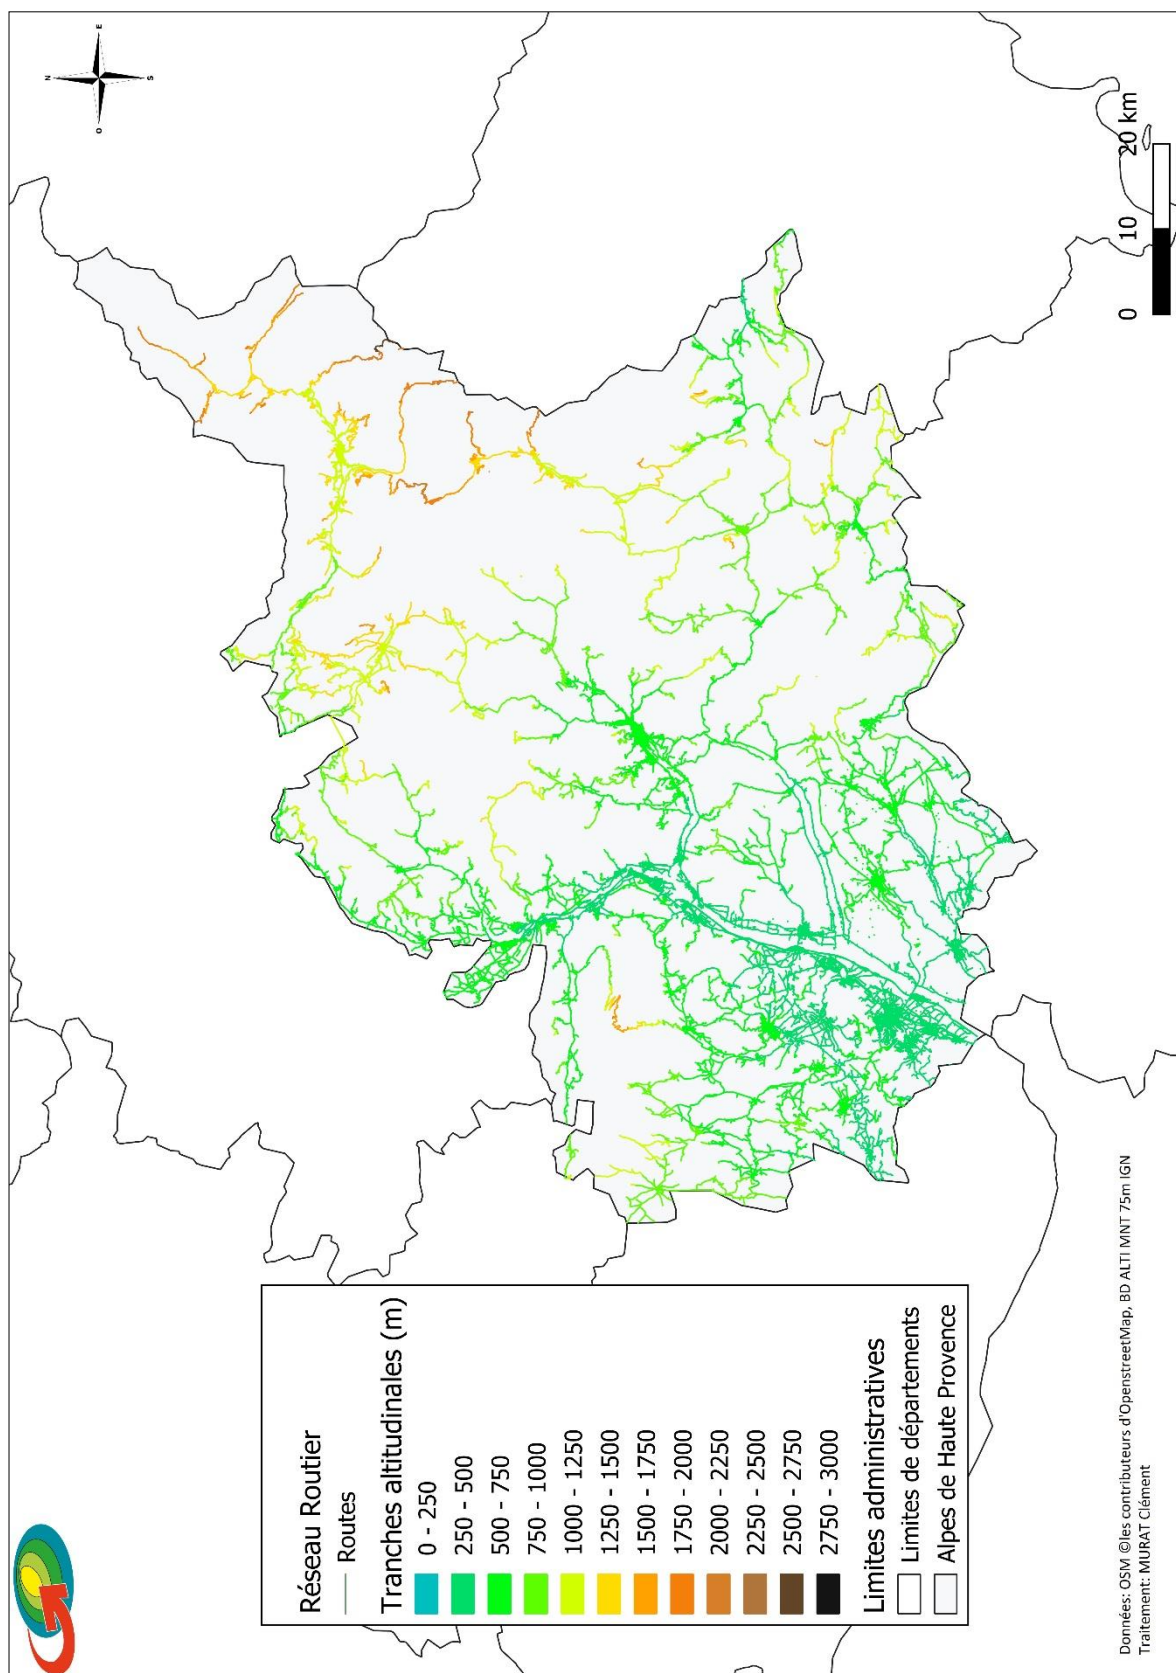 Réseau Routier
Routes
Tranches altitudinales (m)
0 - 250
250 - 500
500 - 750
750 - 1000
1000 - 1250
1250 - 1500
1500 - 1750
1750 - 2000
2000 - 2250
2250 - 2500
2500 - 2750
2750 - 3000
Limites administratives
Limites de départements
Alpes de Haute Provence
N
O
E
S
0 10 20 km
Données: OSM ©les contributeurs d'OpenstreetMap, BD ALTI MNT 75m IGN
Traitement: MURAT Clément